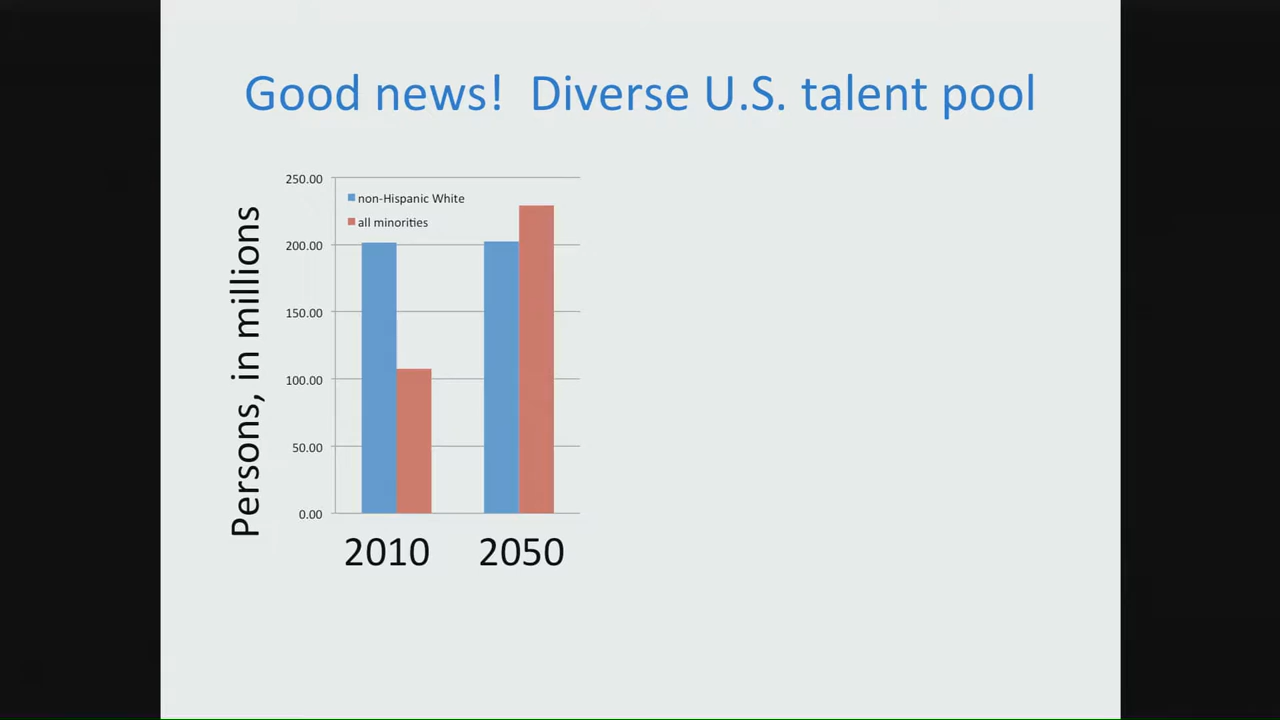 Good news!  Diverse U.S. talent pool
Persons, in millions
250.00
200.00
150.00
100.00
50.00
0.00
non-Hispanic White
all minorities
2010
2050